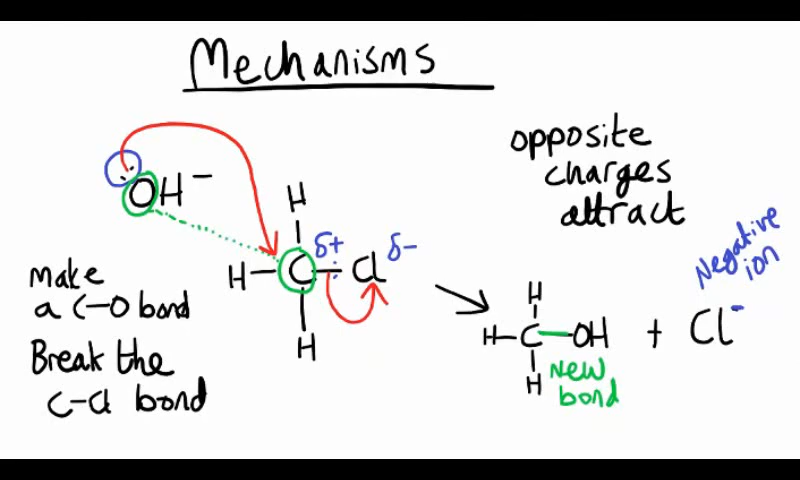 Mechanisms
opposite
charges
attract
:OH⁻
H
H–C–Cl
δ+
δ−
H
Make
a C–O bond
Break the
C–Cl bond
H
H–C–OH + Cl⁻
H
New
bond
Negative
ion